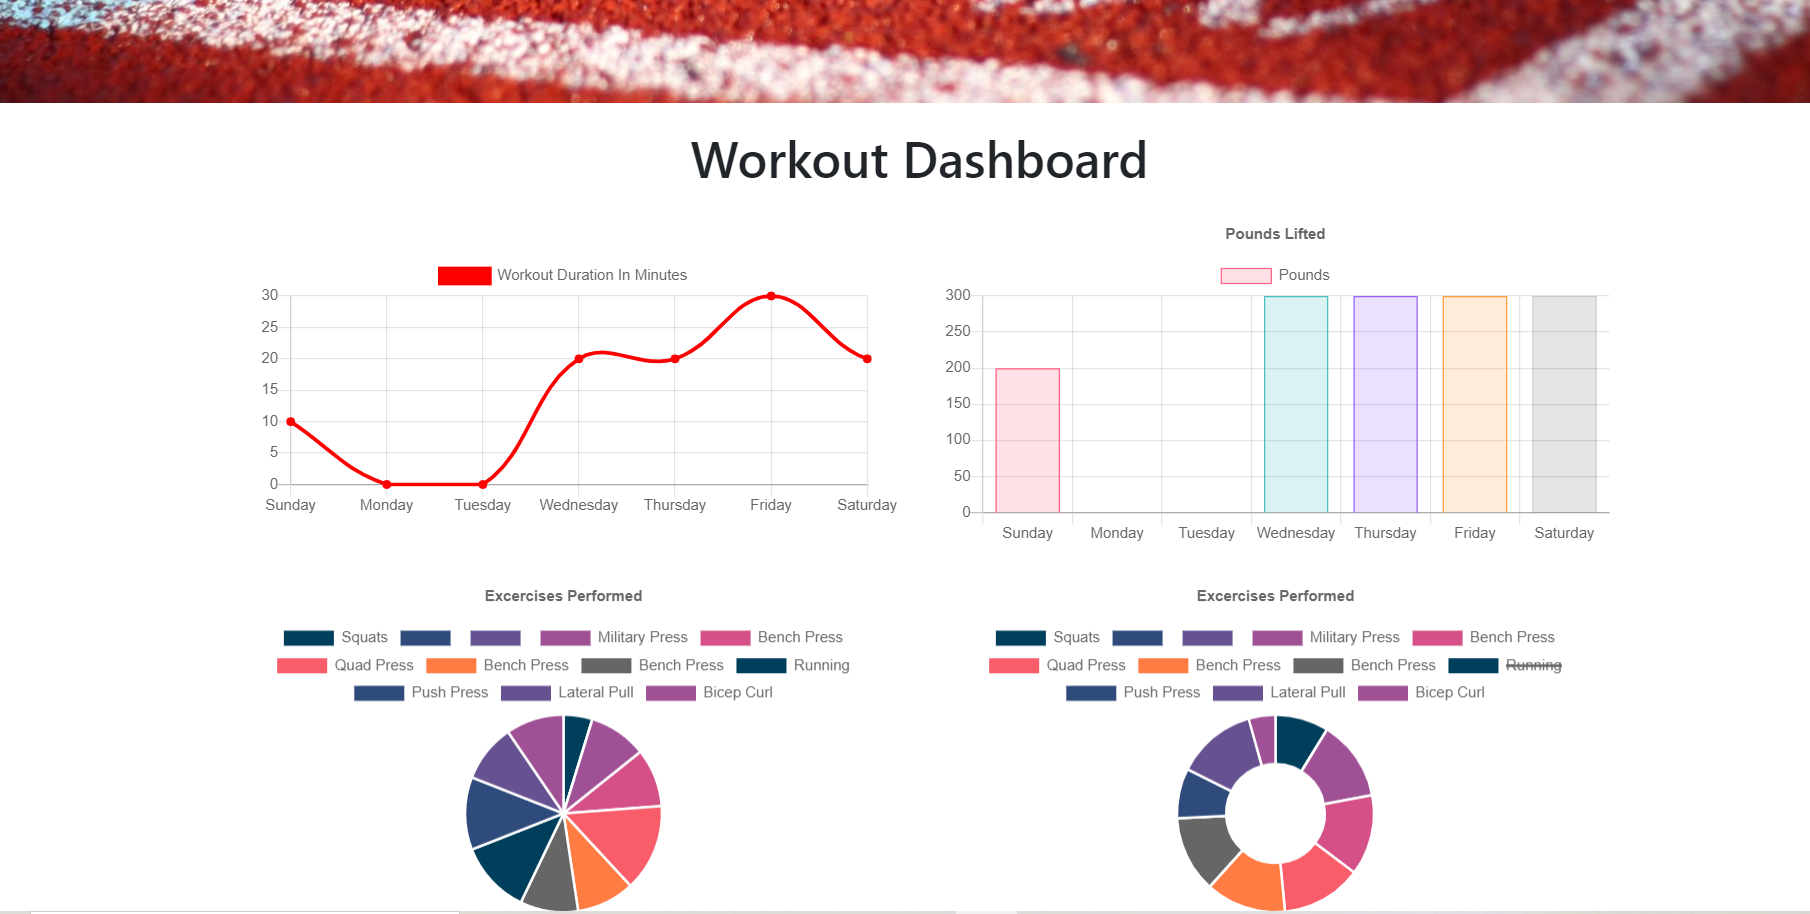 Workout Dashboard
Workout Duration In Minutes
30
25
20
15
10
5
0
Sunday Monday Tuesday Wednesday Thursday Friday Saturday
Pounds Lifted
Pounds
300
250
200
150
100
50
0
Sunday Monday Tuesday Wednesday Thursday Friday Saturday
Excercises Performed
Squats Military Press Bench Press
Quad Press Bench Press Bench Press Running
Push Press Lateral Pull Bicep Curl
Excercises Performed
Squats Military Press Bench Press
Quad Press Bench Press Bench Press Running
Push Press Lateral Pull Bicep Curl